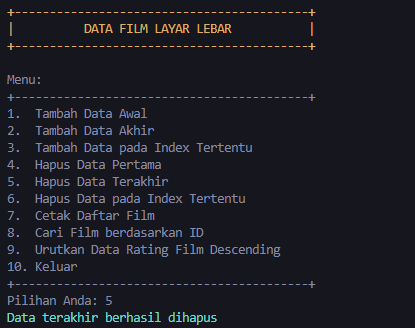 +------------------------------------------+
|          DATA FILM LAYAR LEBAR           |
+------------------------------------------+
Menu:
+------------------------------------------+
1.  Tambah Data Awal
2.  Tambah Data Akhir
3.  Tambah Data pada Index Tertentu
4.  Hapus Data Pertama
5.  Hapus Data Terakhir
6.  Hapus Data pada Index Tertentu
7.  Cetak Daftar Film
8.  Cari Film berdasarkan ID
9.  Urutkan Data Rating Film Descending
10. Keluar
+------------------------------------------+
Pilihan Anda: 5
Data terakhir berhasil dihapus